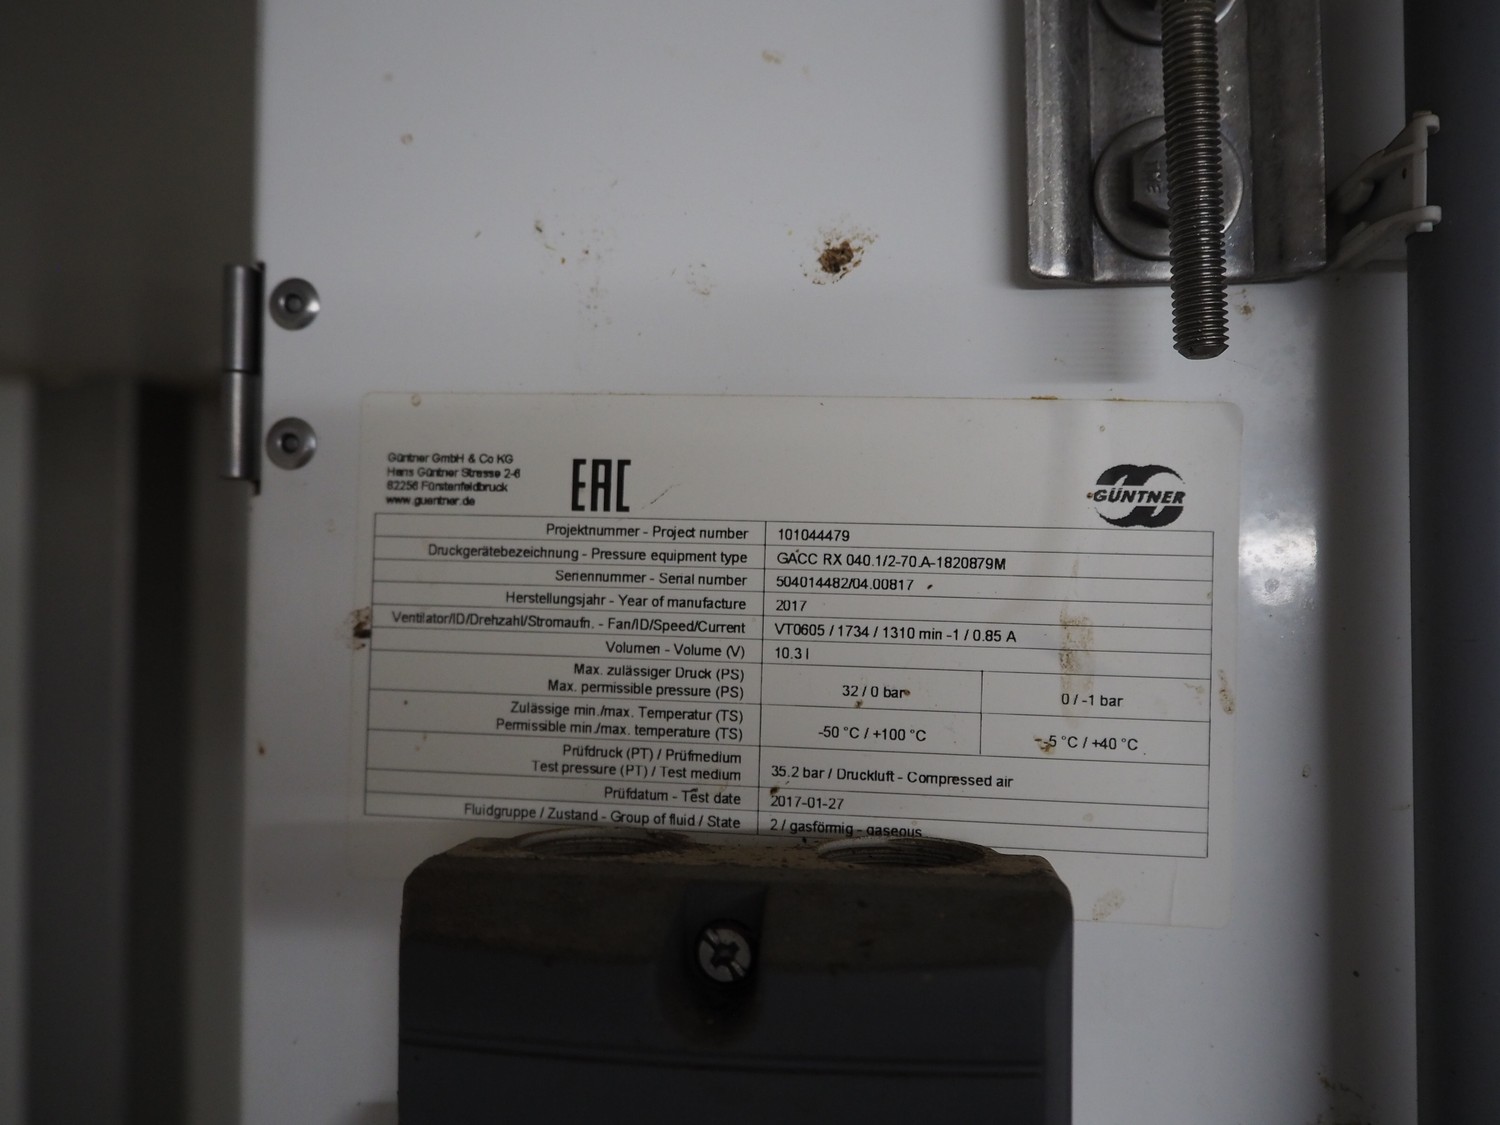 Güntner GmbH & Co KG
Hans Güntner Strasse 2-6
82256 Fürstenfeldbruck
www.guentner.de
EAC
GÜNTNER
Projektnummer - Project number 101044479
Druckgerätebezeichnung - Pressure equipment type GACC RX 040.1/2-70.A-1820879M
Seriennummer - Serial number 504014482/04.00817
Herstellungsjahr - Year of manufacture 2017
Ventilator/ID/Drehzahl/Stromaufn. - Fan/ID/Speed/Current VT0605 / 1734 / 1310 min -1 / 0.85 A
Volumen - Volume (V) 10.3 l
Max. zulässiger Druck (PS)
Max. permissible pressure (PS) 32 / 0 bar 0 / -1 bar
Zulässige min./max. Temperatur (TS)
Permissible min./max. temperature (TS) -50 °C / +100 °C -5 °C / +40 °C
Prüfdruck (PT) / Prüfmedium
Test pressure (PT) / Test medium 35.2 bar / Druckluft - Compressed air
Prüfdatum - Test date 2017-01-27
Fluidgruppe / Zustand - Group of fluid / State 2 / gasförmig - gaseous